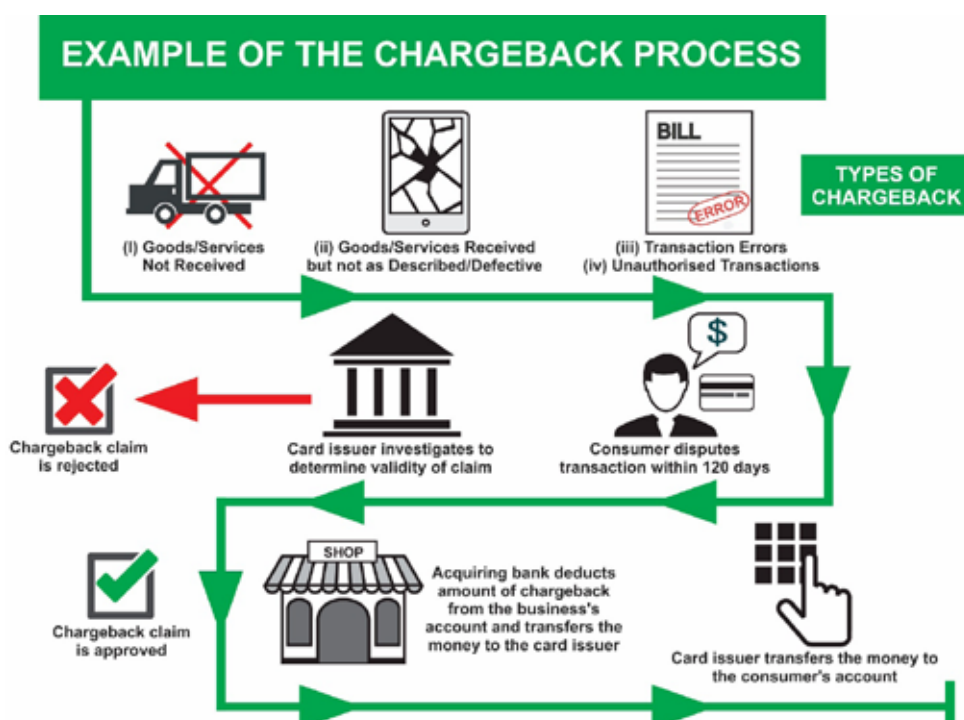 EXAMPLE OF THE CHARGEBACK PROCESS
BILL
ERROR
TYPES OF
CHARGEBACK
(I) Goods/Services
Not Received
(ii) Goods/Services Received
but not as Described/Defective
(iii) Transaction Errors
(iv) Unauthorised Transactions
$
Chargeback claim
is rejected
Card issuer investigates to
determine validity of claim
Consumer disputes
transaction within 120 days
SHOP
Chargeback claim
is approved
Acquiring bank deducts
amount of chargeback
from the business's
account and transfers the
money to the card issuer
Card issuer transfers the money to
the consumer's account